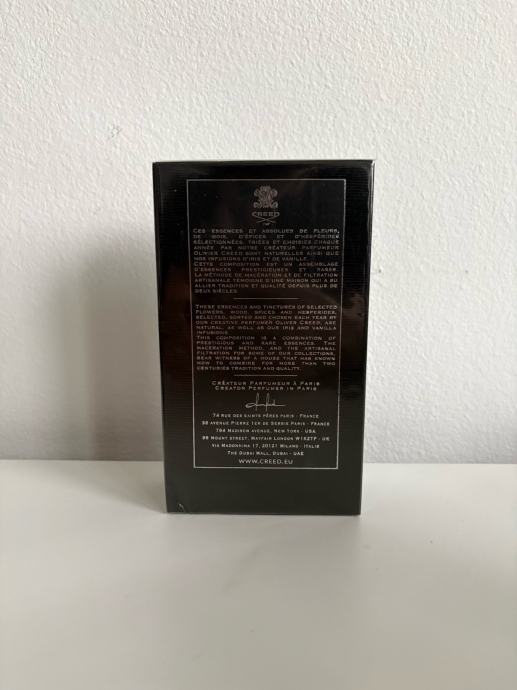 CREED
CES ESSENCES ET ABSOLUES DE FLEURS,
DE BOIS, D'ÉPICES ET D'HESPÉRIDES
SÉLECTIONNÉES, TRIÉES ET CHOISIES CHAQUE
ANNÉE PAR NOTRE CRÉATEUR PARFUMEUR
OLIVIER CREED SONT NATURELLES AINSI QUE
NOS INFUSIONS D'IRIS ET DE VANILLE.
CETTE COMPOSITION EST UN ASSEMBLAGE
D'ESSENCES PRESTIGIEUSES ET RARES.
LA MÉTHODE DE MACÉRATION ET DE FILTRATION
ARTISANALE TÉMOIGNE D'UNE MAISON QUI A SU
ALLIER TRADITION ET QUALITÉ DEPUIS PLUS DE
DEUX SIÈCLES.
THESE ESSENCES AND TINCTURES OF SELECTED
FLOWERS, WOOD, SPICES AND HESPERIDES,
SELECTED, SORTED AND CHOSEN EACH YEAR BY
OUR CREATIVE PERFUMER OLIVER CREED, ARE
NATURAL, AS WELL AS OUR IRIS AND VANILLA
INFUSIONS.
THIS COMPOSITION IS A COMBINATION OF
PRESTIGIOUS AND RARE ESSENCES. THE
MACERATION METHOD, AND THE ARTISANAL
FILTRATION FOR SOME OF OUR COLLECTIONS,
BEAR WITNESS OF A HOUSE THAT HAS KNOWN
HOW TO COMBINE FOR MORE THAN TWO
CENTURIES TRADITION AND QUALITY.
CRÉATEUR PARFUMEUR À PARIS
CREATOR PERFUMER IN PARIS
74 RUE DES SAINTS PÈRES PARIS - FRANCE
38 AVENUE PIERRE 1ER DE SERBIE PARIS - FRANCE
794 MADISON AVENUE, NEW YORK - USA
99 MOUNT STREET, MAYFAIR LONDON W1K2TF - UK
VIA MADONNINA 17, 20121 MILANO - ITALIE
THE DUBAI MALL, DUBAI - UAE
WWW.CREED.EU